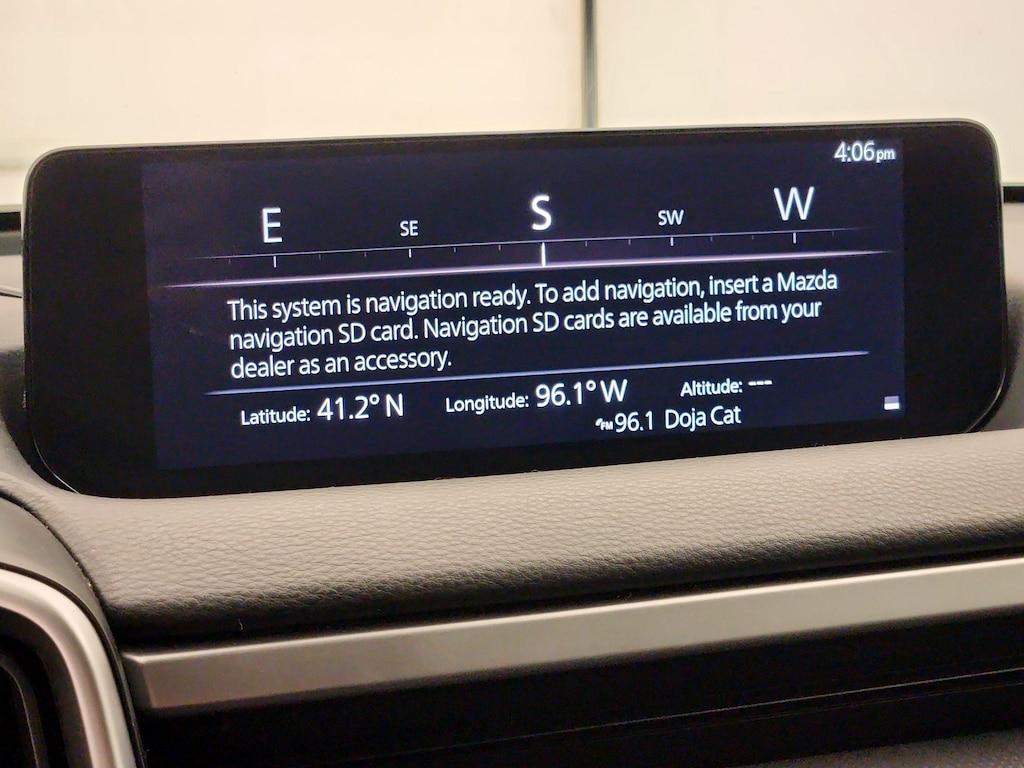 4:06pm
E SE S SW W
This system is navigation ready. To add navigation, insert a Mazda
navigation SD card. Navigation SD cards are available from your
dealer as an accessory.
Latitude: 41.2° N Longitude: 96.1° W Altitude: ---
FM 96.1 Doja Cat